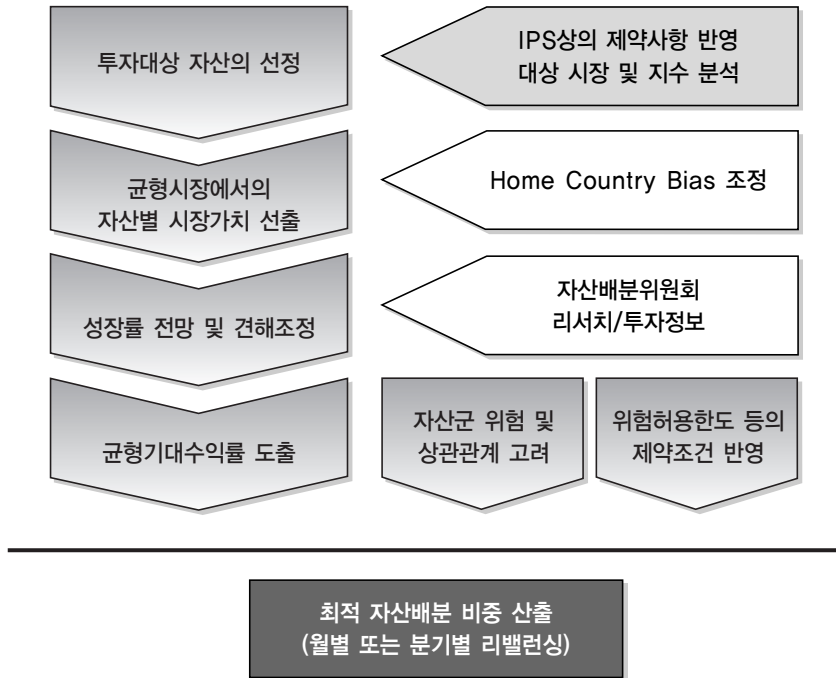 투자대상 자산의 선정
IPS상의 제약사항 반영
대상 시장 및 지수 분석
균형시장에서의
자산별 시장가치 선출
Home Country Bias 조정
성장률 전망 및 견해조정
자산배분위원회
리서치/투자정보
균형기대수익률 도출
자산군 위험 및
상관관계 고려
위험허용한도 등의
제약조건 반영
최적 자산배분 비중 산출
(월별 또는 분기별 리밸런싱)